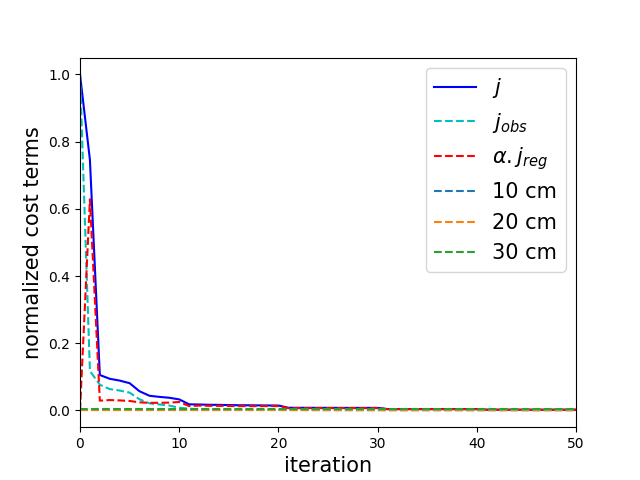 1.0
0.8
0.6
0.4
0.2
0.0
normalized cost terms
0 10 20 30 40 50
iteration
j
j_obs
α.j_reg
10 cm
20 cm
30 cm